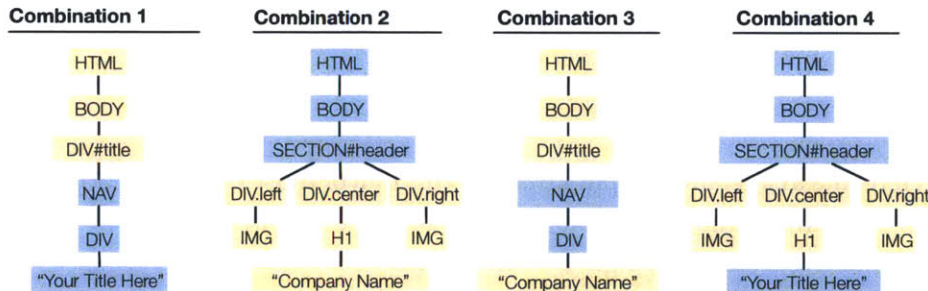 Combination 1
HTML
BODY
DIV#title
NAV
DIV
"Your Title Here"
Combination 2
HTML
BODY
SECTION#header
DIV.left DIV.center DIV.right
IMG H1 IMG
"Company Name"
Combination 3
HTML
BODY
DIV#title
NAV
DIV
"Company Name"
Combination 4
HTML
BODY
SECTION#header
DIV.left DIV.center DIV.right
IMG H1 IMG
"Your Title Here"